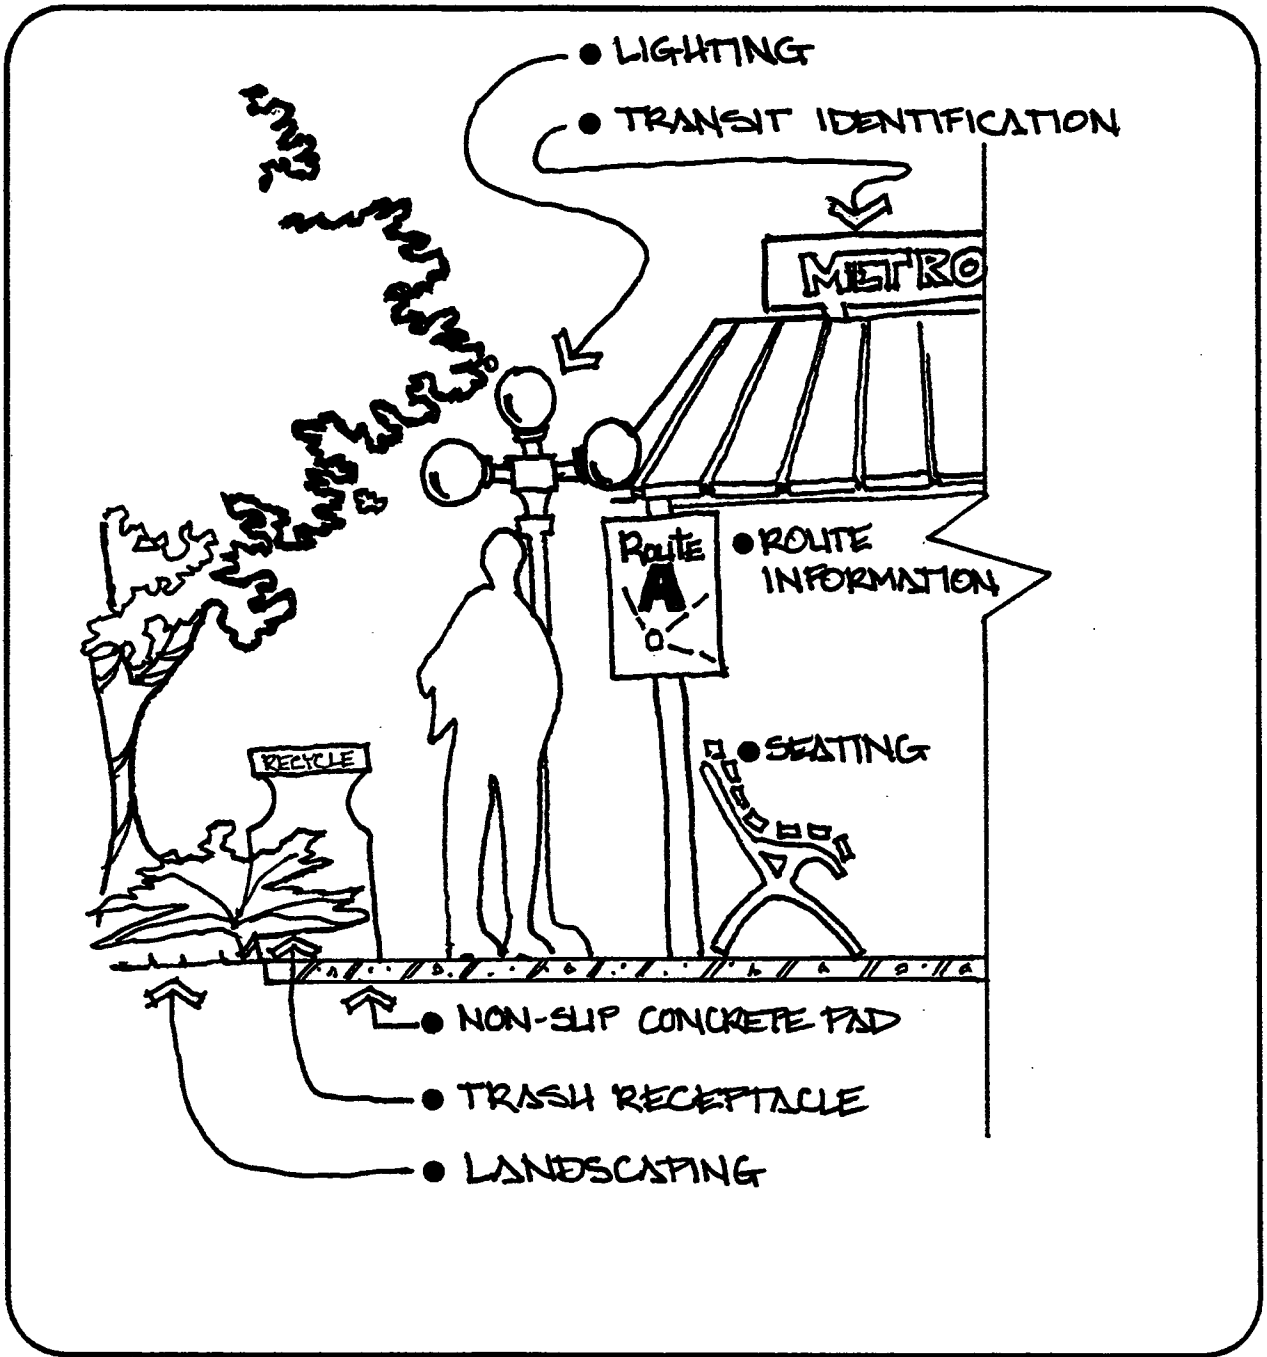 LIGHTING
TRANSIT IDENTIFICATION
METRO
ROUTE
A
ROUTE
INFORMATION
SEATING
RECYCLE
NON-SLIP CONCRETE PAD
TRASH RECEPTACLE
LANDSCAPING